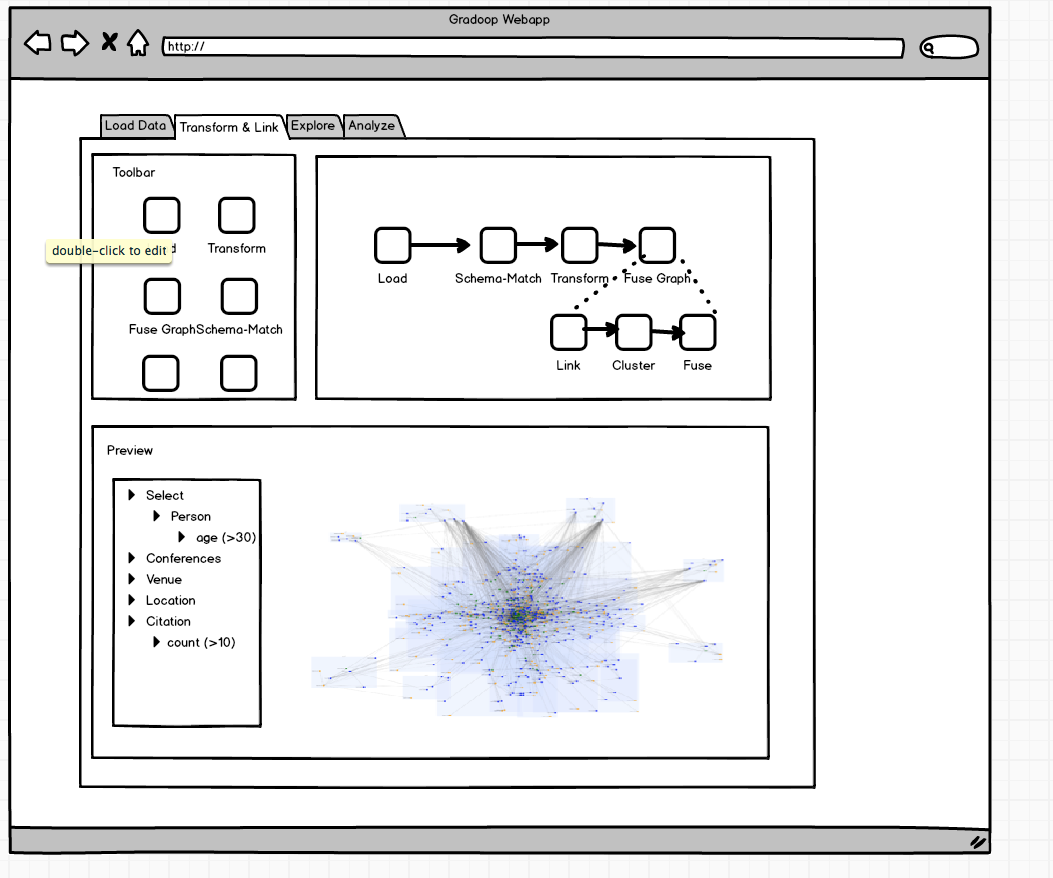 Gradoop Webapp
http://
Load Data
Transform & Link
Explore
Analyze
Toolbar
double-click to edit
d
Transform
Fuse Graph
Schema-Match
Load
Schema-Match
Transform
Fuse Graph
Link
Cluster
Fuse
Preview
Select
Person
age (>30)
Conferences
Venue
Location
Citation
count (>10)